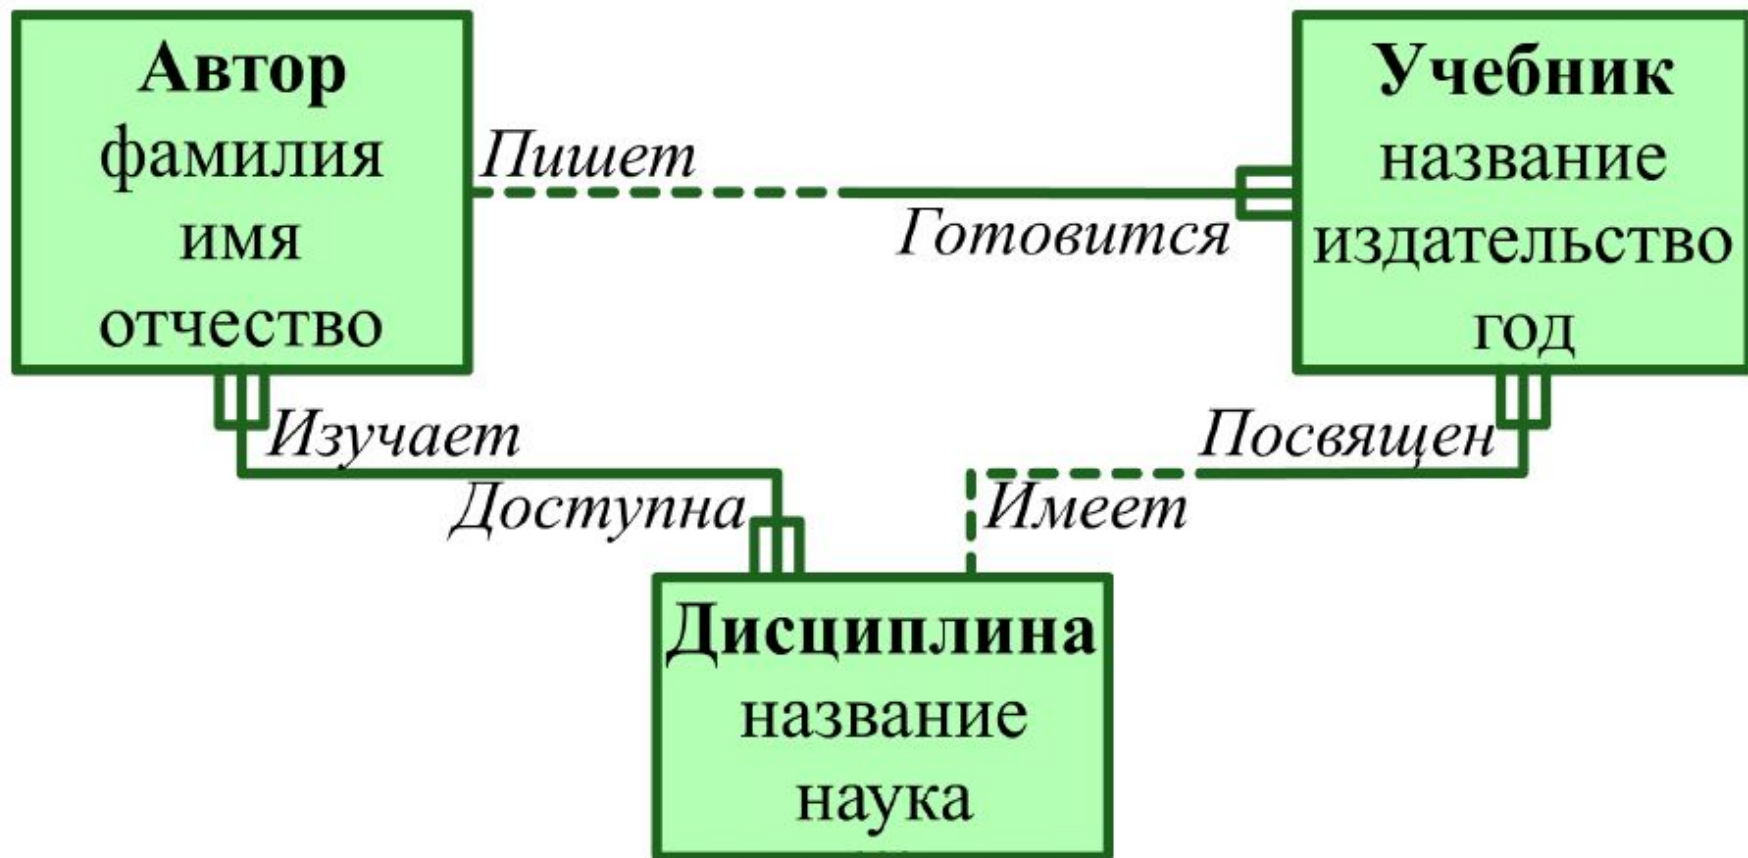 Автор
фамилия
имя
отчество
Пишет
Готовится
Учебник
название
издательство
год
Изучает
Доступна
Посвящен
Имеет
Дисциплина
название
наука